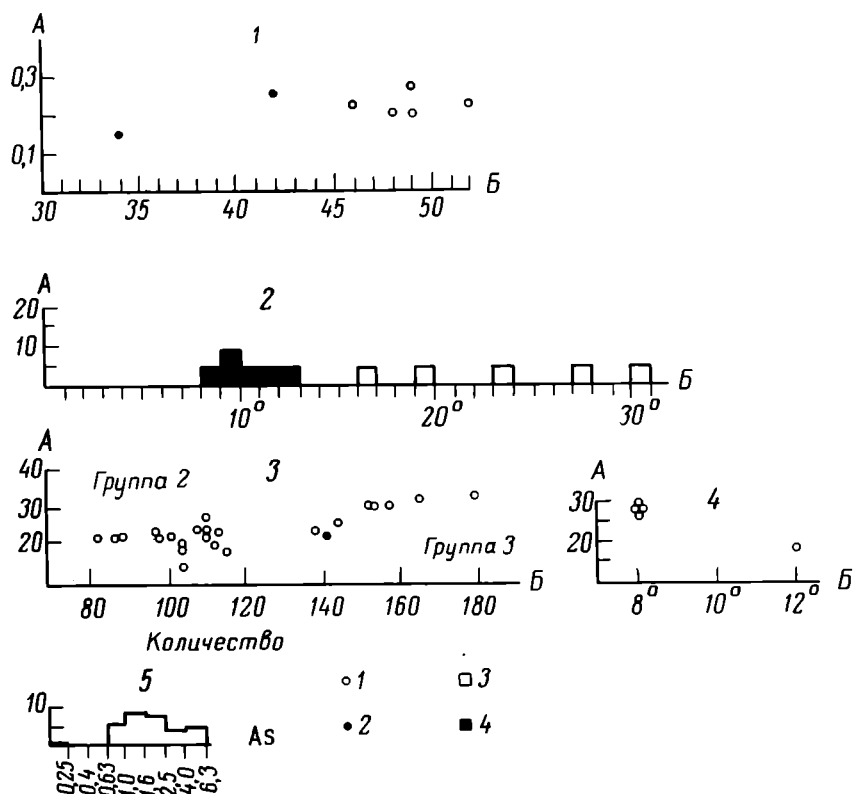 А 1
0,3
0,1
30 35 40 45 50 Б
А 2
20
10
10° 20° 30° Б
А 3
40
30
20
Группа 2
Группа 3
80 100 120 140 160 180 Б
Количество
А 4
30
20
8° 10° 12° Б
5
10
0,25 0,4 0,63 1,0 1,6 2,5 4,0 6,3
As
1 3
2 4